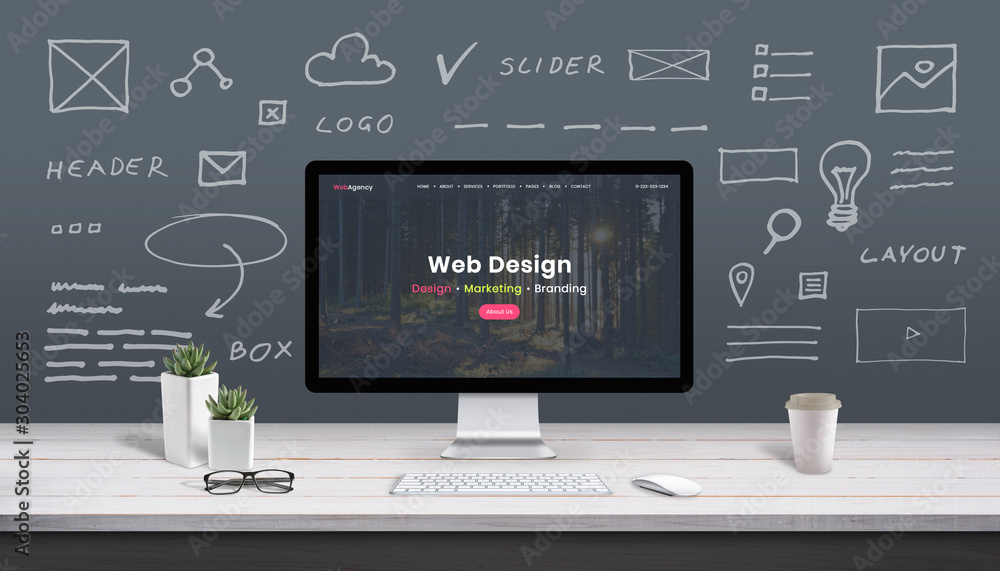 SLIDER
LOGO
HEADER
WebAgency
HOME • ABOUT • SERVICES • PORTFOLIO • PAGES • BLOG • CONTACT
11-222-333-1234
Web Design
Design • Marketing • Branding
About Us
LAYOUT
BOX
Adobe Stock | #304025653